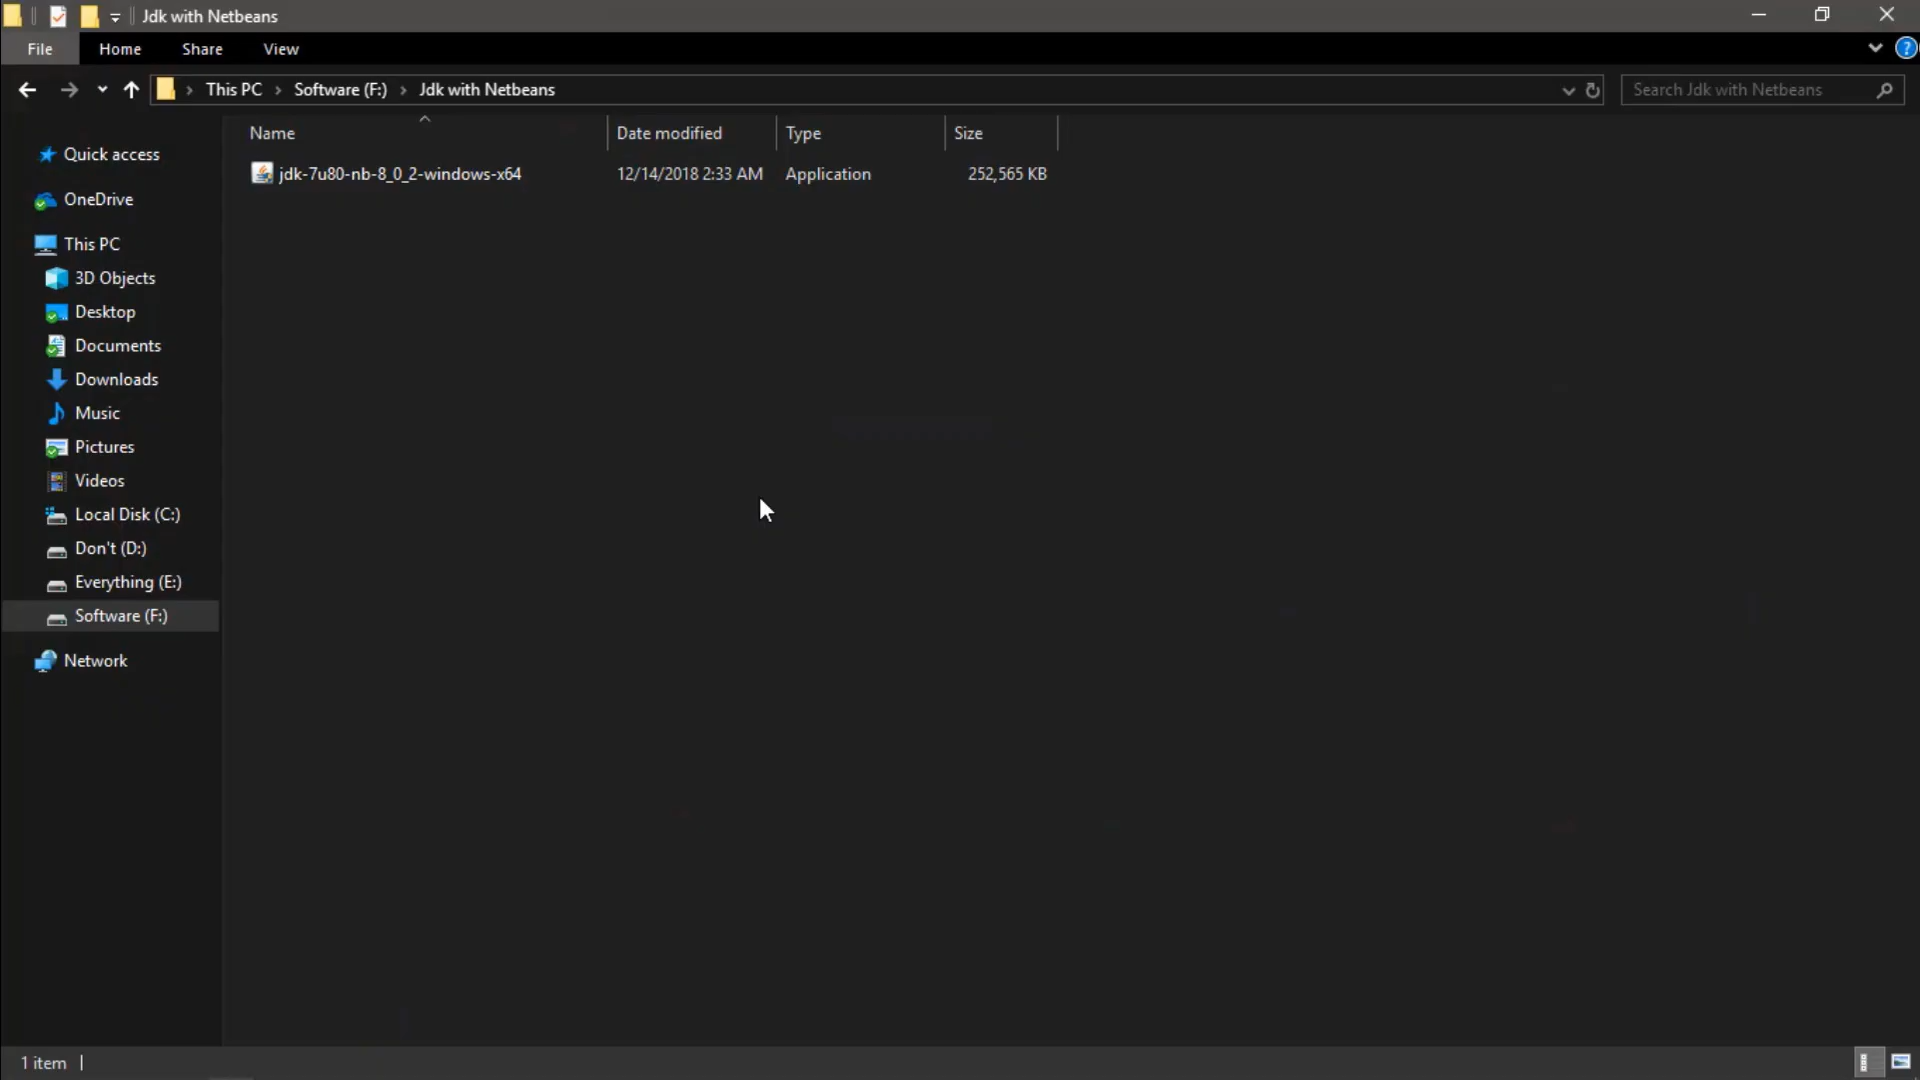 Jdk with Netbeans
File Home Share View
This PC Software (F:) Jdk with Netbeans Search Jdk with Netbeans
Name Date modified Type Size
jdk-7u80-nb-8_0_2-windows-x64 12/14/2018 2:33 AM Application 252,565 KB
Quick access
OneDrive
This PC
3D Objects
Desktop
Documents
Downloads
Music
Pictures
Videos
Local Disk (C:)
Don't (D:)
Everything (E:)
Software (F:)
Network
1 item